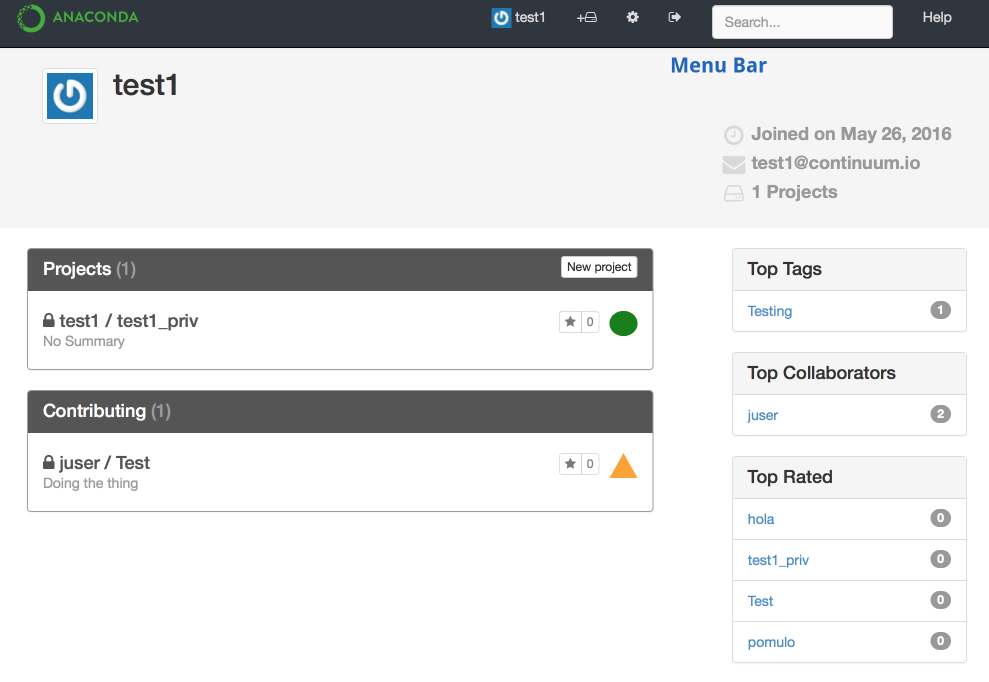 ANACONDA
test1
Search...
Help
Menu Bar
test1
Joined on May 26, 2016
test1@continuum.io
1 Projects
Projects (1)
New project
test1 / test1_priv
0
No Summary
Contributing (1)
juser / Test
0
Doing the thing
Top Tags
Testing 1
Top Collaborators
juser 2
Top Rated
hola 0
test1_priv 0
Test 0
pomulo 0